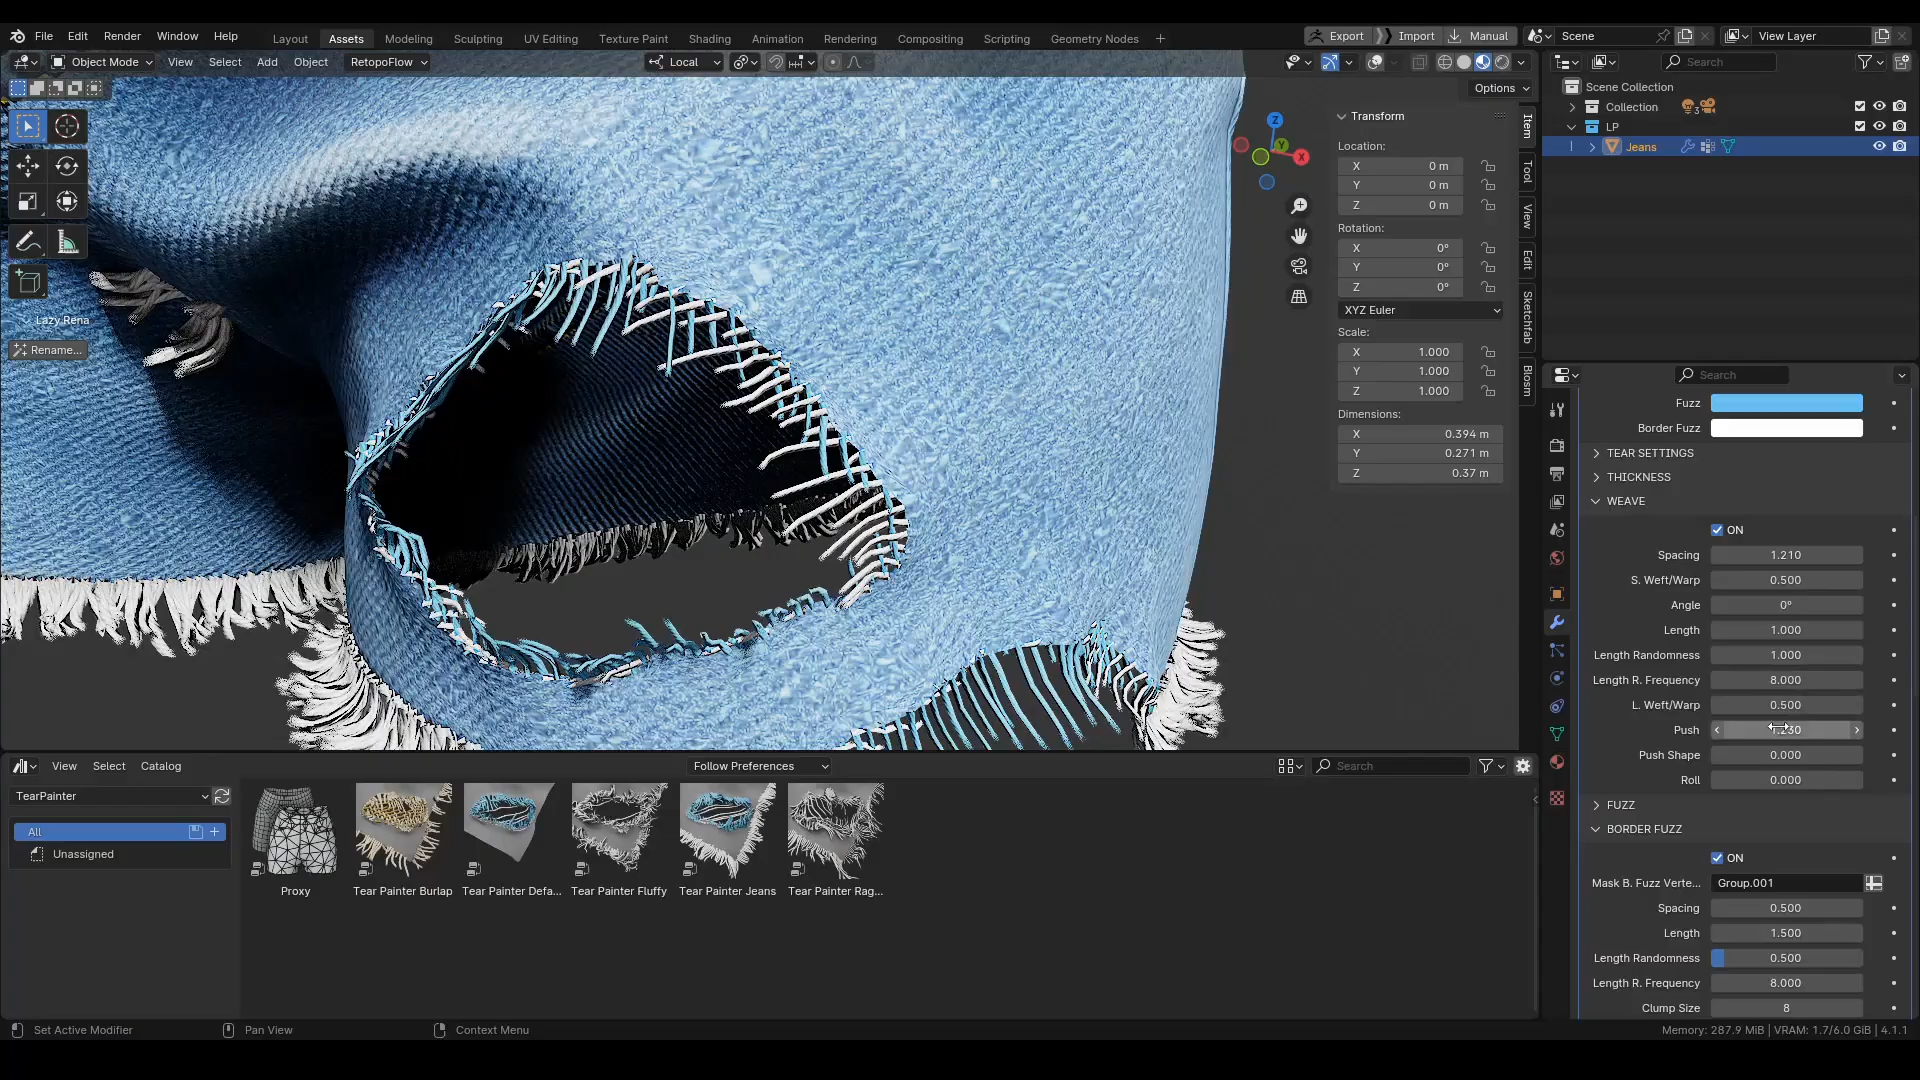 File Edit Render Window Help
Layout Assets Modeling Sculpting UV Editing Texture Paint Shading Animation Rendering Compositing Scripting Geometry Nodes +
Export Import Manual Scene View Layer
Object Mode View Select Add Object RetopoFlow Local
Search
Options
Scene Collection
Collection
3
LP
Jeans
Z
Y
X
Transform
Location:
X 0 m
Y 0 m
Z 0 m
Rotation:
X 0°
Y 0°
Z 0°
XYZ Euler
Scale:
X 1.000
Y 1.000
Z 1.000
Dimensions:
X 0.394 m
Y 0.271 m
Z 0.37 m
Item
Tool
View
Edit
Sketchfab
Blosm
Lazy Rena
Rename...
Search
Fuzz
Border Fuzz
TEAR SETTINGS
THICKNESS
WEAVE
ON
Spacing 1.210
S. Weft/Warp 0.500
Angle 0°
Length 1.000
Length Randomness 1.000
Length R. Frequency 8.000
L. Weft/Warp 0.500
Push
Push Shape 0.000
Roll 0.000
FUZZ
BORDER FUZZ
ON
Mask B. Fuzz Verte... Group.001
Spacing 0.500
Length 1.500
Length Randomness 0.500
Length R. Frequency 8.000
Clump Size 8
View Select Catalog Follow Preferences Search
TearPainter
All
Unassigned
Proxy
Tear Painter Burlap
Tear Painter Defa...
Tear Painter Fluffy
Tear Painter Jeans
Tear Painter Rag...
Set Active Modifier Pan View Context Menu
Memory: 287.9 MiB | VRAM: 1.7/6.0 GiB | 4.1.1